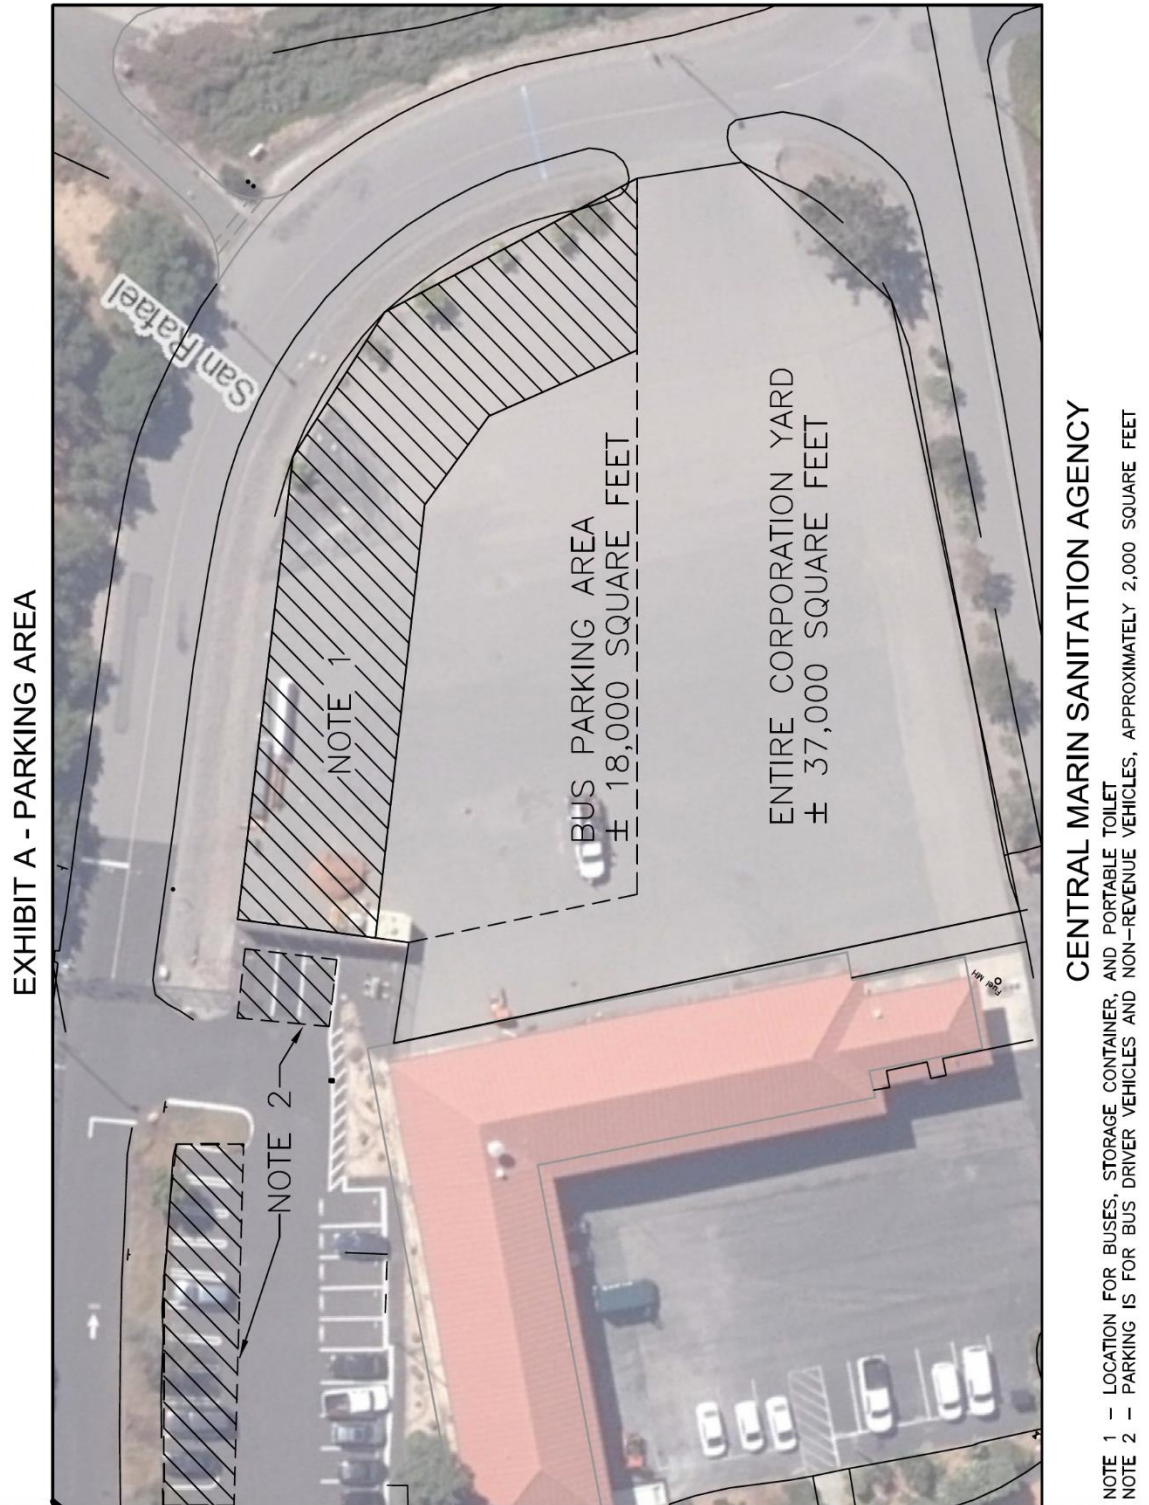 EXHIBIT A - PARKING AREA
San Rafael
NOTE 1
NOTE 2
BUS PARKING AREA
± 18,000 SQUARE FEET
ENTIRE CORPORATION YARD
± 37,000 SQUARE FEET
Fuel MH
CENTRAL MARIN SANITATION AGENCY
NOTE 1 – LOCATION FOR BUSES, STORAGE CONTAINER, AND PORTABLE TOILET
NOTE 2 – PARKING IS FOR BUS DRIVER VEHICLES AND NON–REVENUE VEHICLES, APPROXIMATELY 2,000 SQUARE FEET